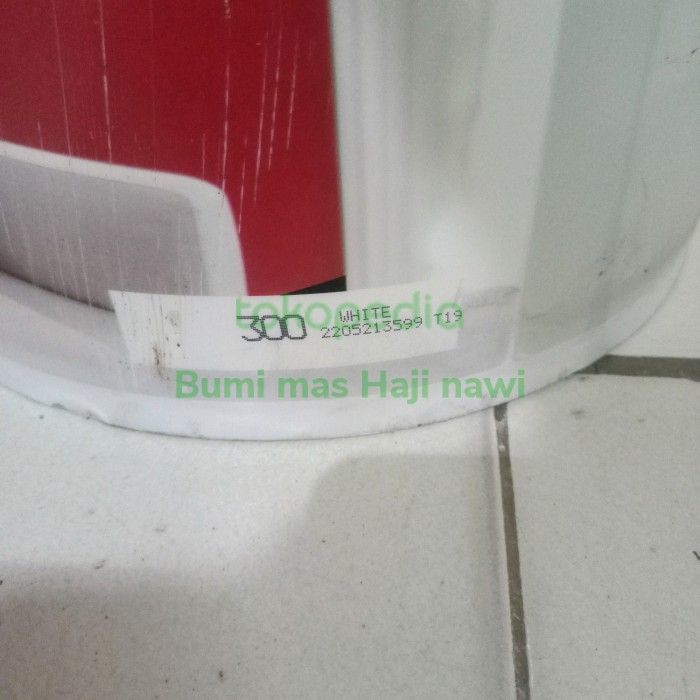 tokopedia
300 WHITE
2205213599 T19
Bumi mas Haji nawi